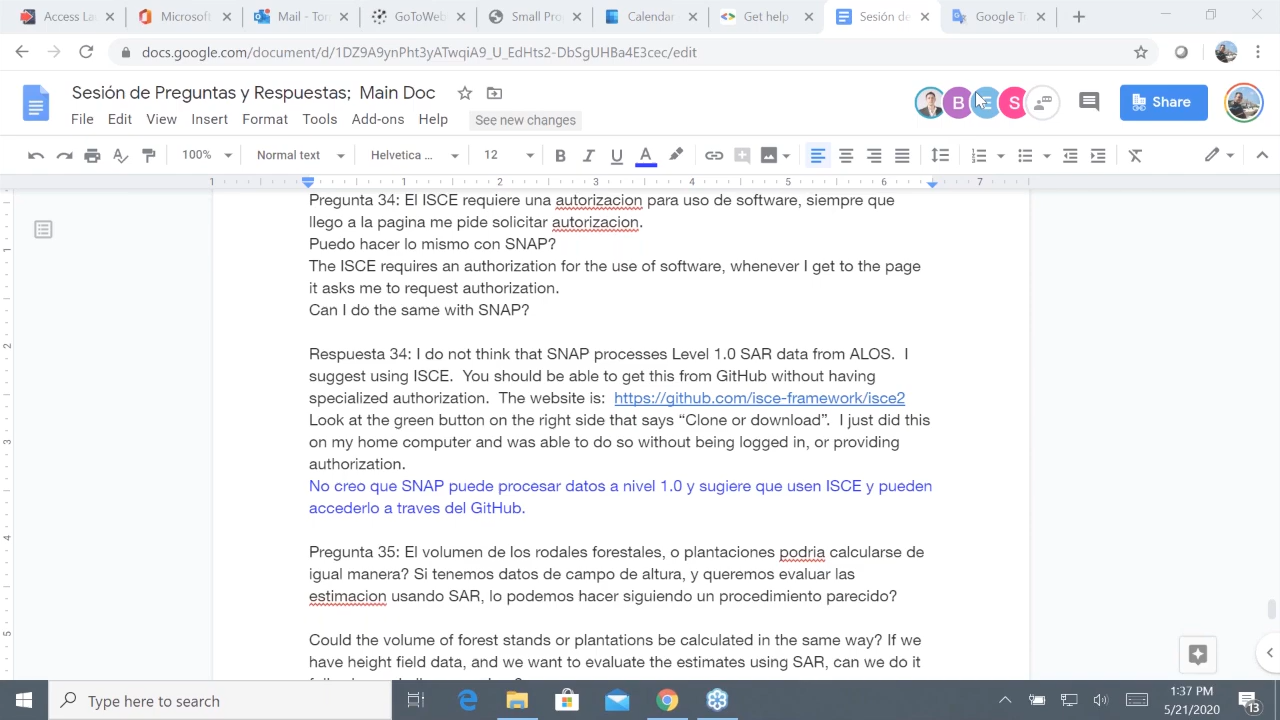 Access La
Microsoft
Mail - Tor
GoToWeb
Small Pro
Calendar
Get help
Sesión de
Google Tr
docs.google.com/document/d/1DZ9A9ynPht3yATwqiA9_U_EdHts2-DbSgUHBa4E3cec/edit
Sesión de Preguntas y Respuestas; Main Doc
Share
B
S
File Edit View Insert Format Tools Add-ons Help See new changes
100% Normal text Helvetica ... 12 B I U A
1 1 2 3 4 5 6 7
Pregunta 34: El ISCE requiere una autorizacion para uso de software, siempre que
llego a la pagina me pide solicitar autorizacion.
Puedo hacer lo mismo con SNAP?
The ISCE requires an authorization for the use of software, whenever I get to the page
it asks me to request authorization.
Can I do the same with SNAP?
Respuesta 34: I do not think that SNAP processes Level 1.0 SAR data from ALOS. I
suggest using ISCE. You should be able to get this from GitHub without having
specialized authorization. The website is: https://github.com/isce-framework/isce2
Look at the green button on the right side that says “Clone or download”. I just did this
on my home computer and was able to do so without being logged in, or providing
authorization.
No creo que SNAP puede procesar datos a nivel 1.0 y sugiere que usen ISCE y pueden
accederlo a traves del GitHub.
Pregunta 35: El volumen de los rodales forestales, o plantaciones podria calcularse de
igual manera? Si tenemos datos de campo de altura, y queremos evaluar las
estimacion usando SAR, lo podemos hacer siguiendo un procedimiento parecido?
Could the volume of forest stands or plantations be calculated in the same way? If we
have height field data, and we want to evaluate the estimates using SAR, can we do it
Type here to search
1:37 PM
5/21/2020
13